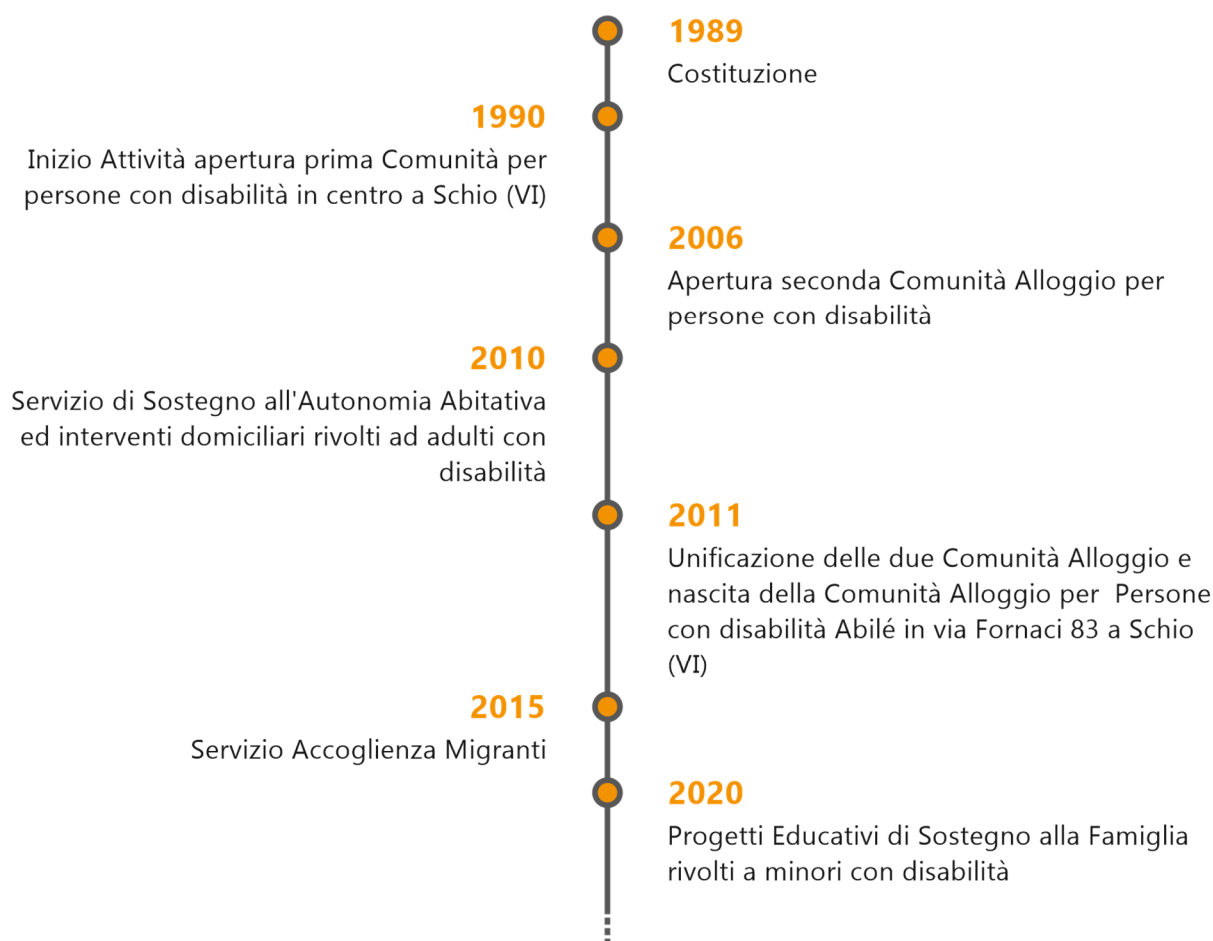 1989
Costituzione
1990
Inizio Attività apertura prima Comunità per
persone con disabilità in centro a Schio (VI)
2006
Apertura seconda Comunità Alloggio per
persone con disabilità
2010
Servizio di Sostegno all'Autonomia Abitativa
ed interventi domiciliari rivolti ad adulti con
disabilità
2011
Unificazione delle due Comunità Alloggio e
nascita della Comunità Alloggio per  Persone
con disabilità Abilé in via Fornaci 83 a Schio
(VI)
2015
Servizio Accoglienza Migranti
2020
Progetti Educativi di Sostegno alla Famiglia
rivolti a minori con disabilità